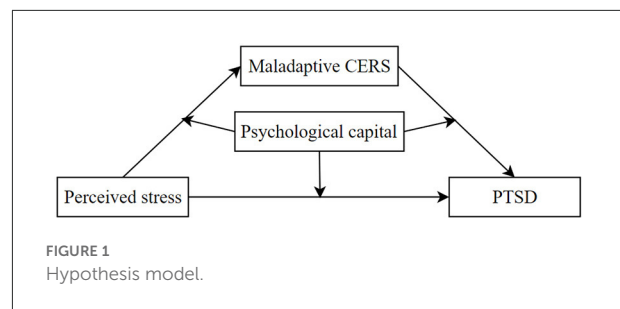 Maladaptive CERS
Psychological capital
Perceived stress
PTSD
FIGURE 1
Hypothesis model.